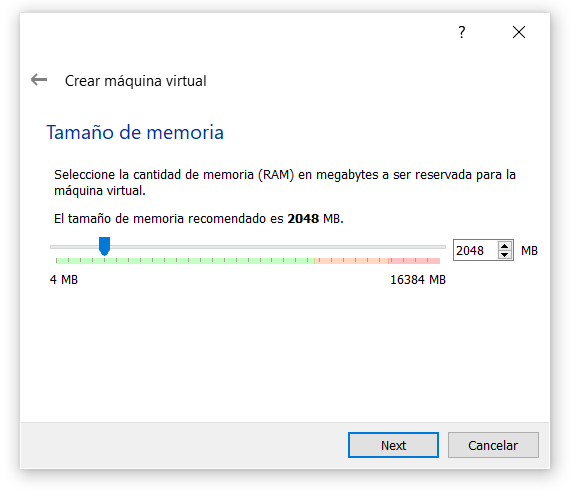 ?
Crear máquina virtual
Tamaño de memoria
Seleccione la cantidad de memoria (RAM) en megabytes a ser reservada para la
máquina virtual.
El tamaño de memoria recomendado es 2048 MB.
2048 MB
4 MB 16384 MB
Next Cancelar